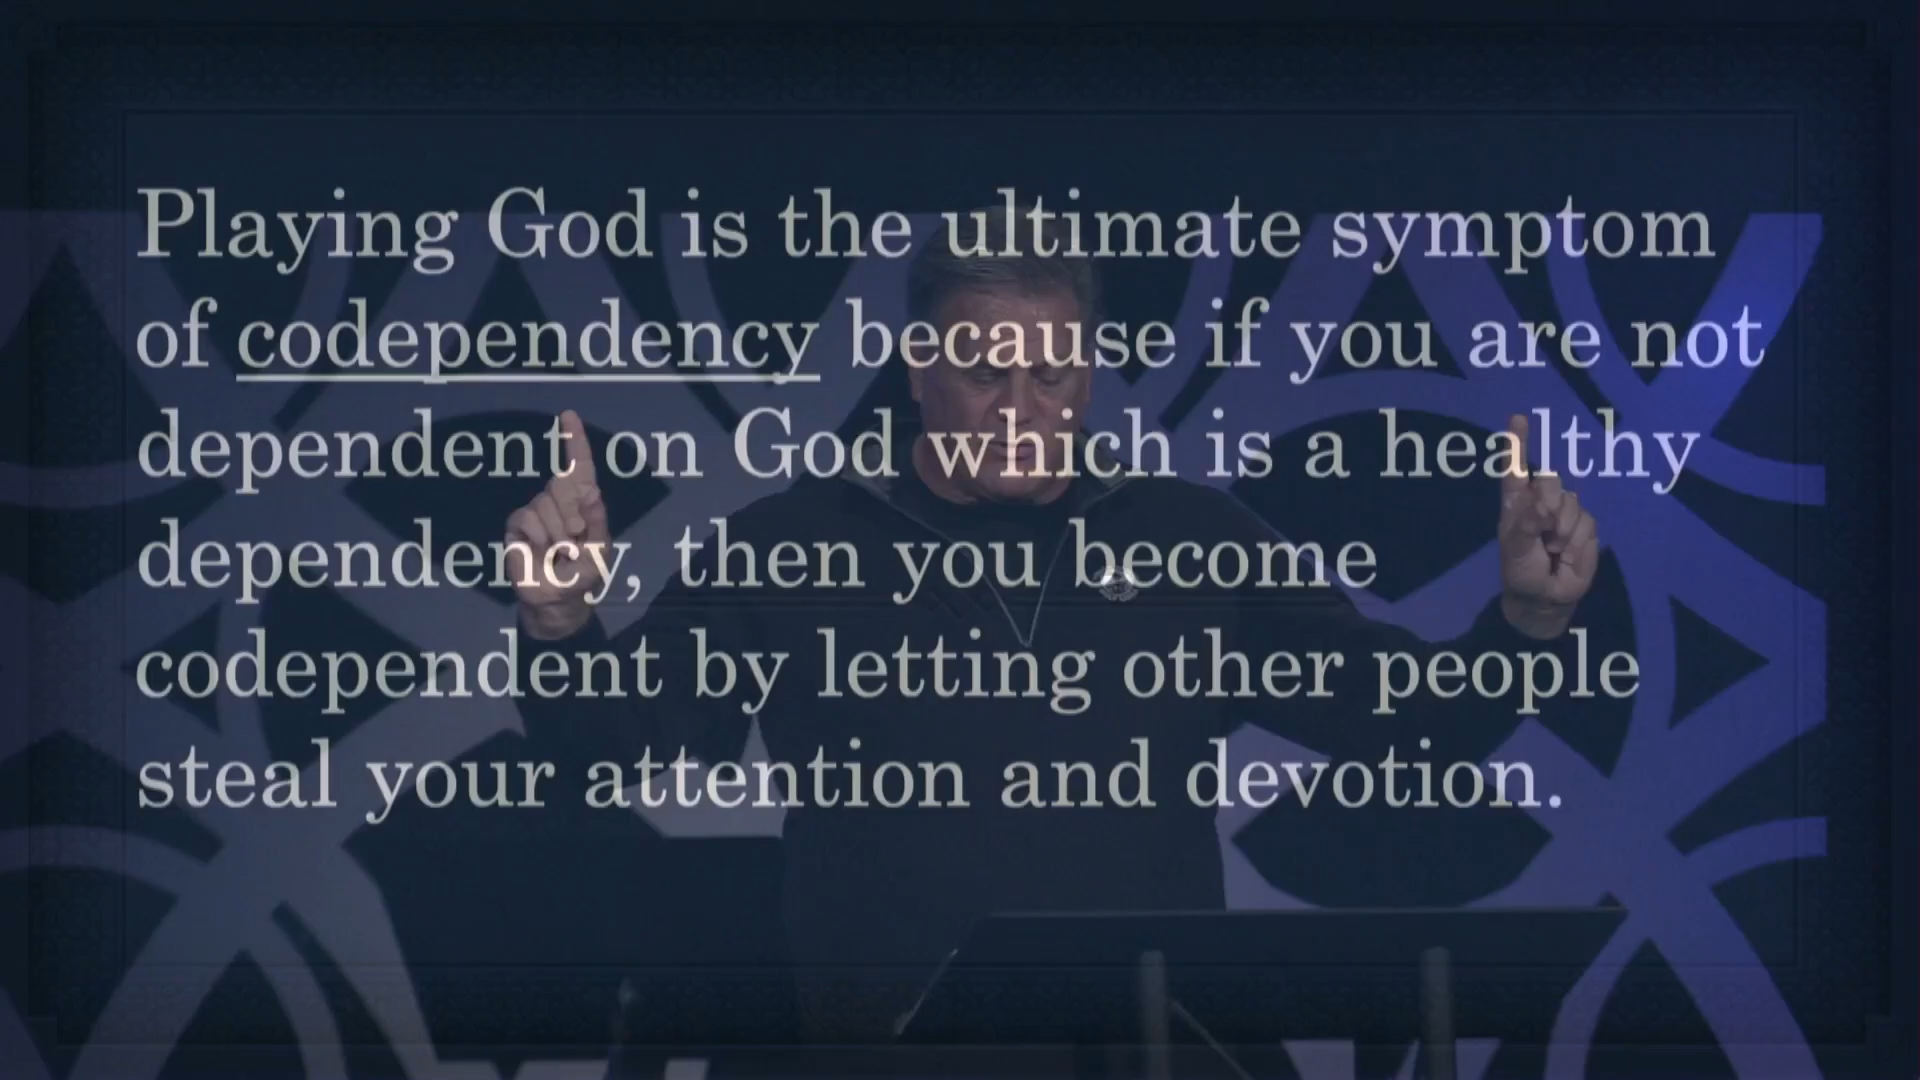 Playing God is the ultimate symptom
of codependency because if you are not
dependent on God which is a healthy
dependency, then you become
codependent by letting other people
steal your attention and devotion.